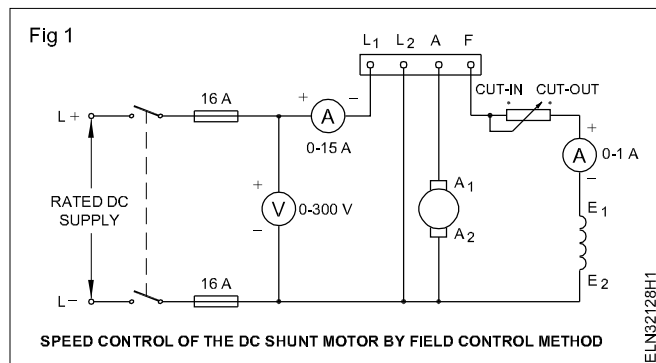 Fig 1
L1 L2 A F
CUT-IN CUT-OUT
L+ 16 A + A − +
0-15 A A 0-1 A
−
RATED DC
SUPPLY
+ V 0-300 V
−
A1
A2
E1
E2
16 A
L−
SPEED CONTROL OF THE DC SHUNT MOTOR BY FIELD CONTROL METHOD
ELN32128H1